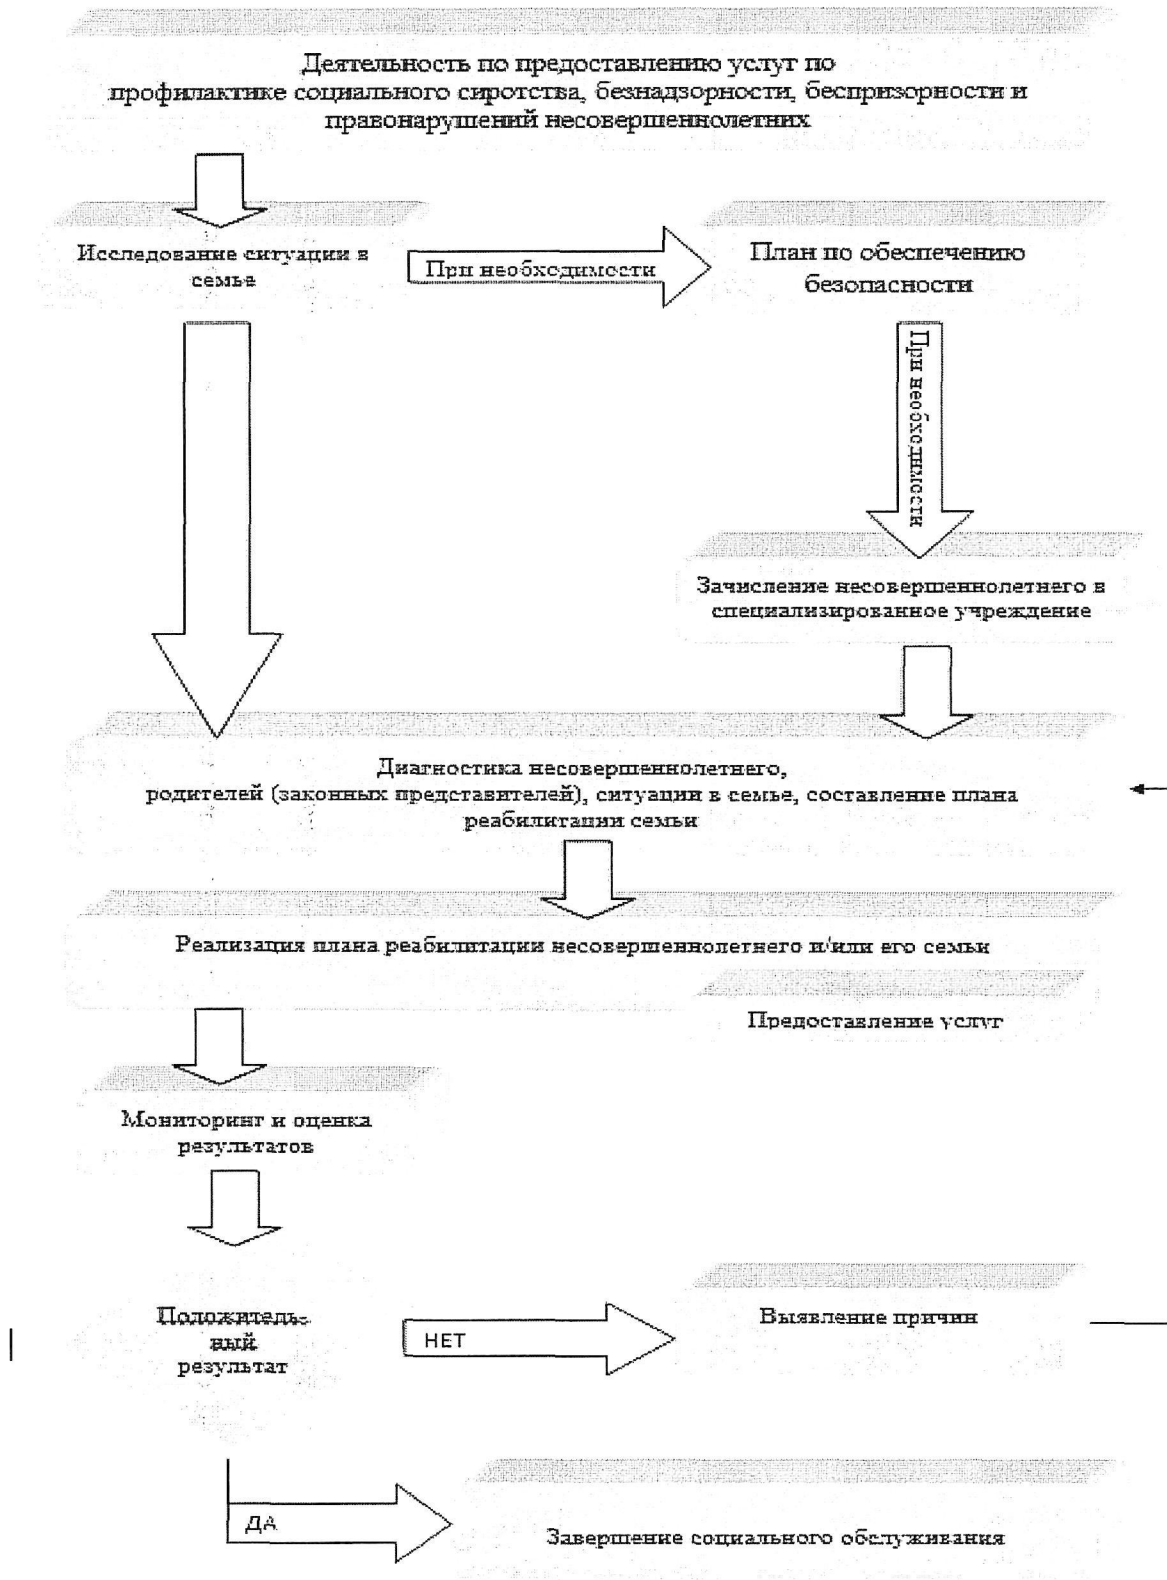 Деятельность по предоставлению услуг по
профилактике социального сиротства, безнадзорности, беспризорности и
правонарушений несовершеннолетних
Исследование ситуации в
семье
При необходимости
План по обеспечению
безопасности
При необходимости
Зачисление несовершеннолетнего в
специализированное учреждение
Диагностика несовершеннолетнего,
родителей (законных представителей), ситуации в семье, составление плана
реабилитации семьи
Реализация плана реабилитации несовершеннолетнего и/или его семьи
Предоставление услуг
Мониторинг и оценка
результатов
Положитель-
ный
результат
НЕТ
Выявление причин
ДА
Завершение социального обслуживания